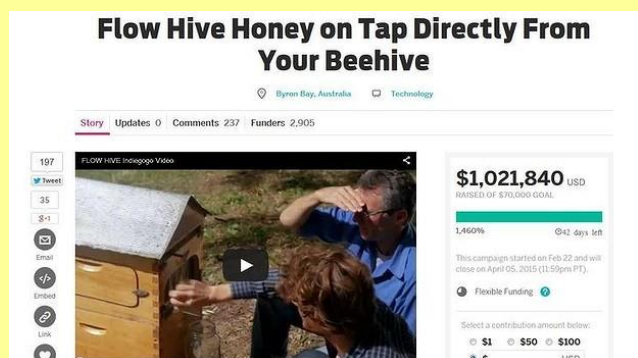 Flow Hive Honey on Tap Directly From
Your Beehive
Byron Bay, Australia Technology
Story Updates 0 Comments 237 Funders 2,905
197
Tweet
35
+1
Email
Embed
Link
FLOW HIVE Indiegogo Video
$1,021,840 USD
RAISED OF $70,000 GOAL
1,460% 42 days left
This campaign started on Feb 22 and will
close on April 05, 2015 (11:59pm PT).
Flexible Funding ?
Select a contribution amount below:
$1 $50 $100
$ USD